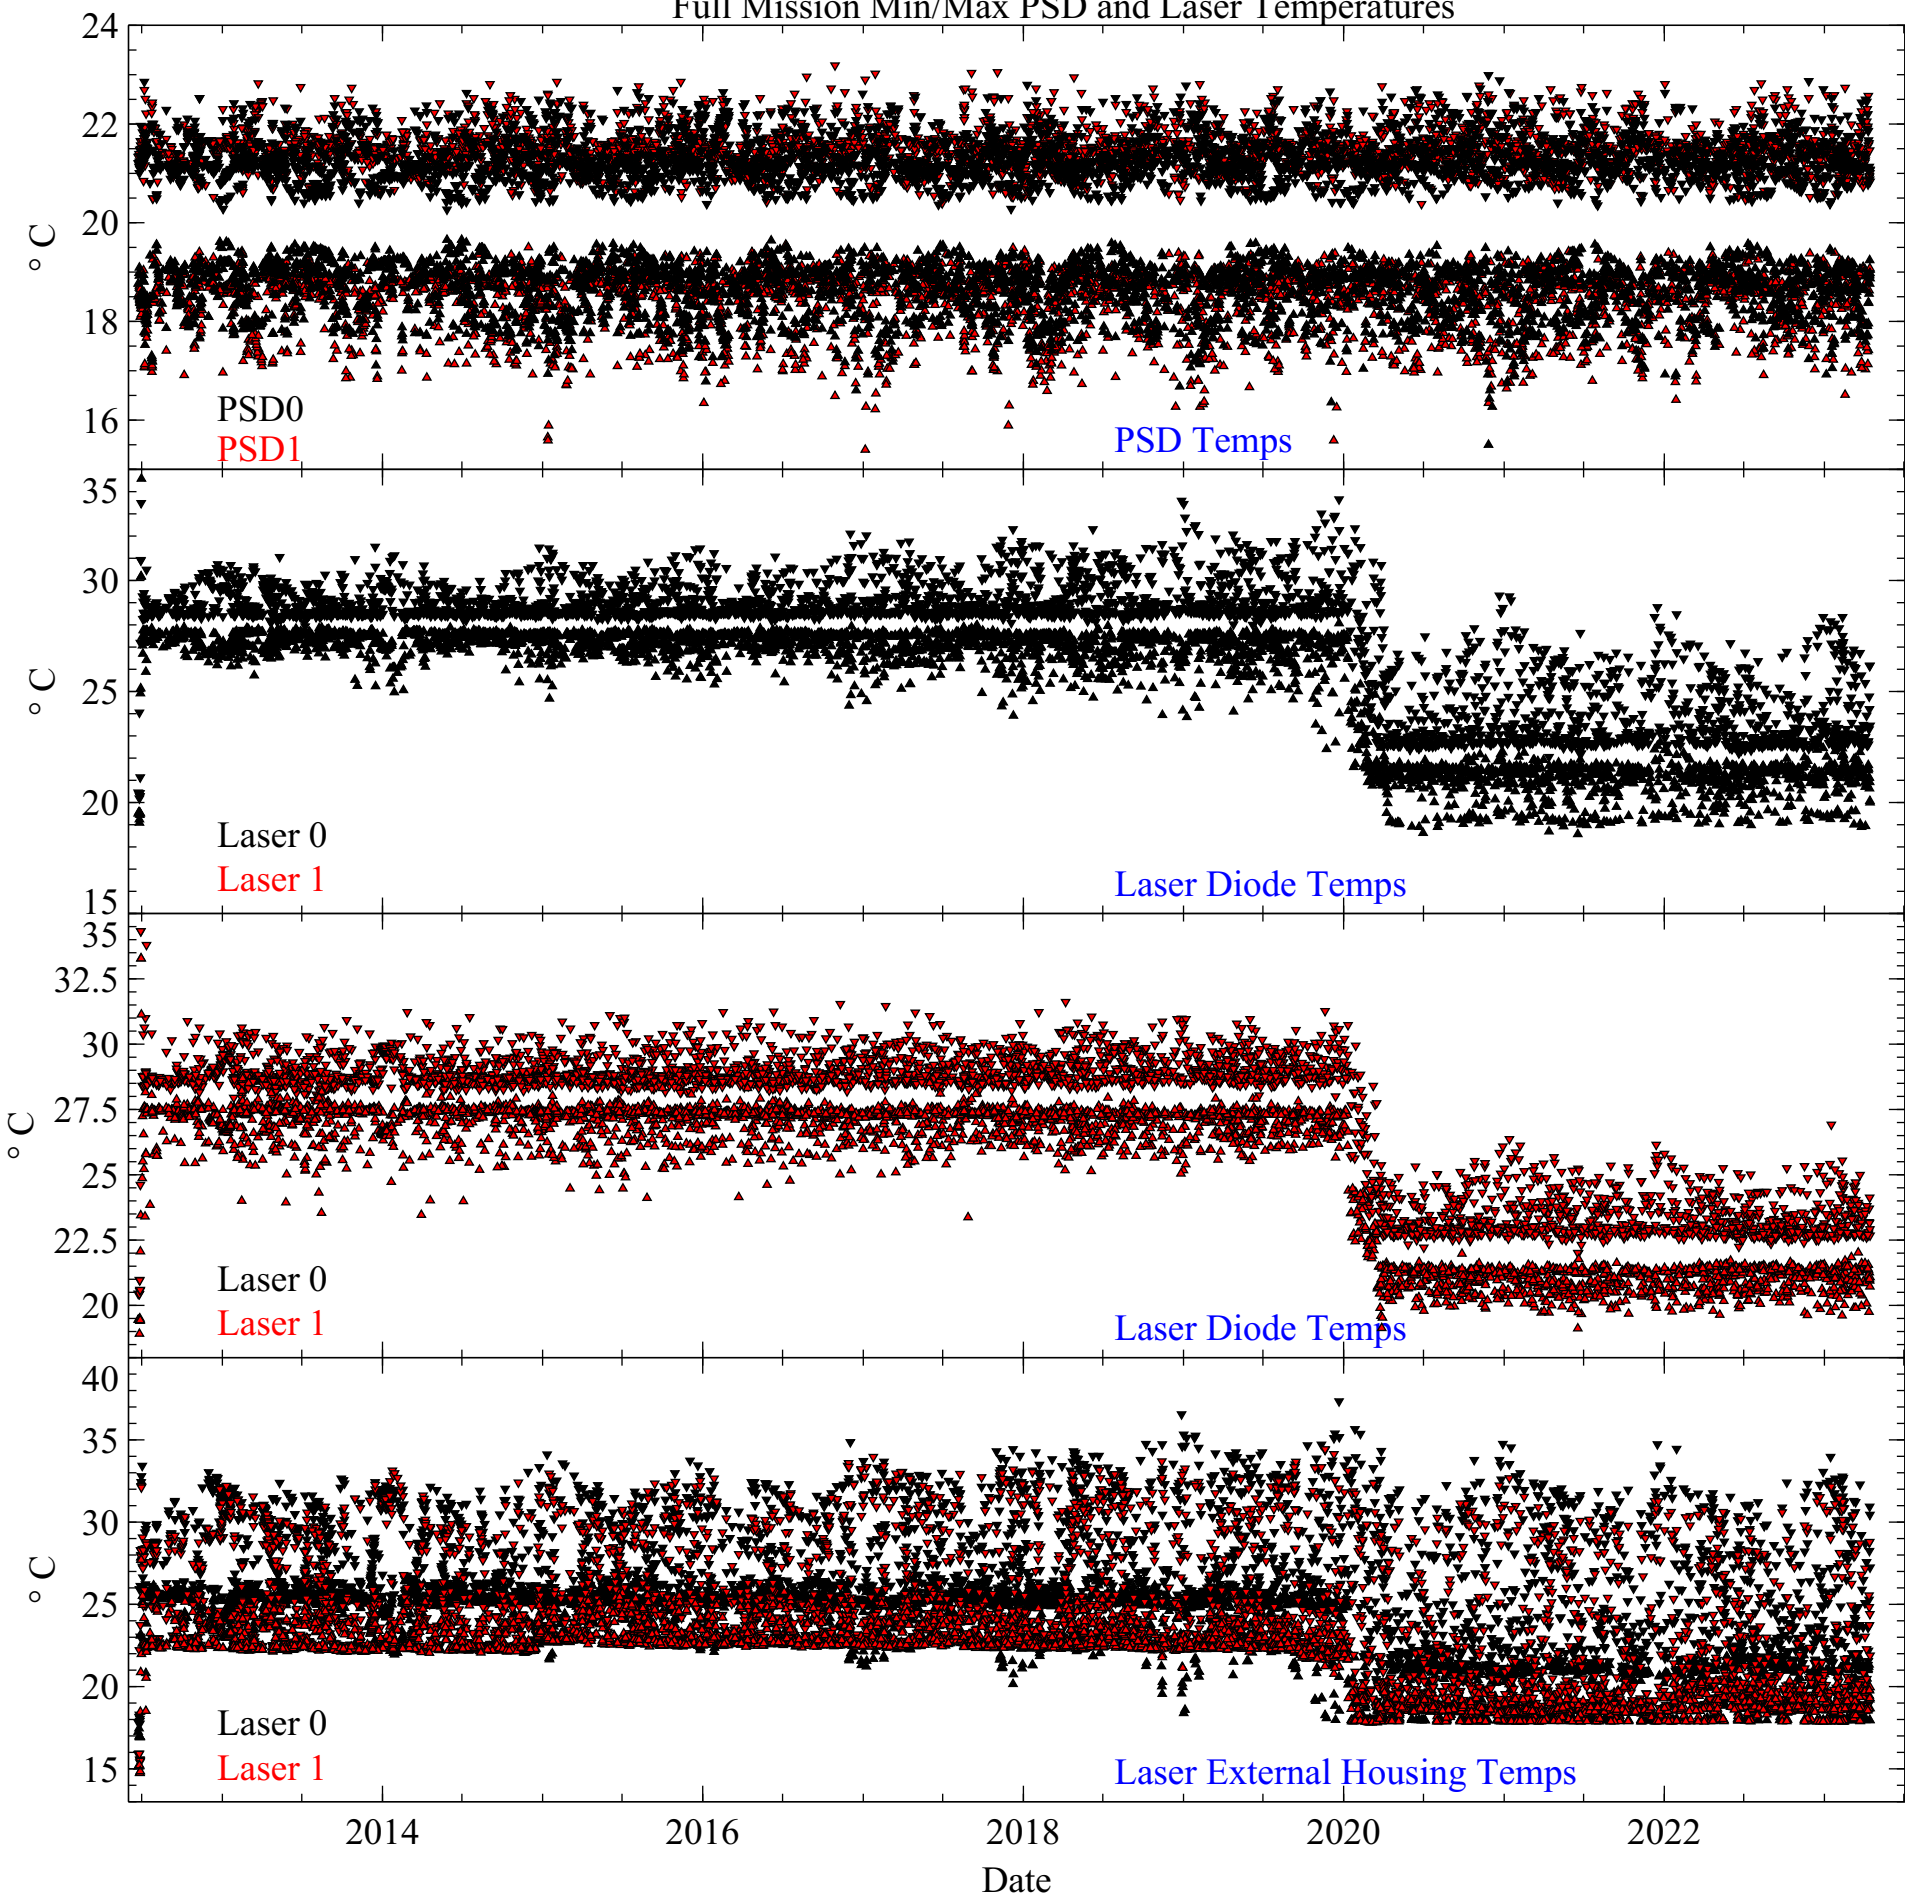 Full Mission Min/Max PSD and Laser Temperatures
24
22
20
18
16
° C
PSD0
PSD1
PSD Temps
35
30
25
20
15
° C
Laser 0
Laser 1
Laser Diode Temps
35
32.5
30
27.5
25
22.5
20
° C
Laser 0
Laser 1
Laser Diode Temps
40
35
30
25
20
15
° C
Laser 0
Laser 1
Laser External Housing Temps
2014 2016 2018 2020 2022
Date